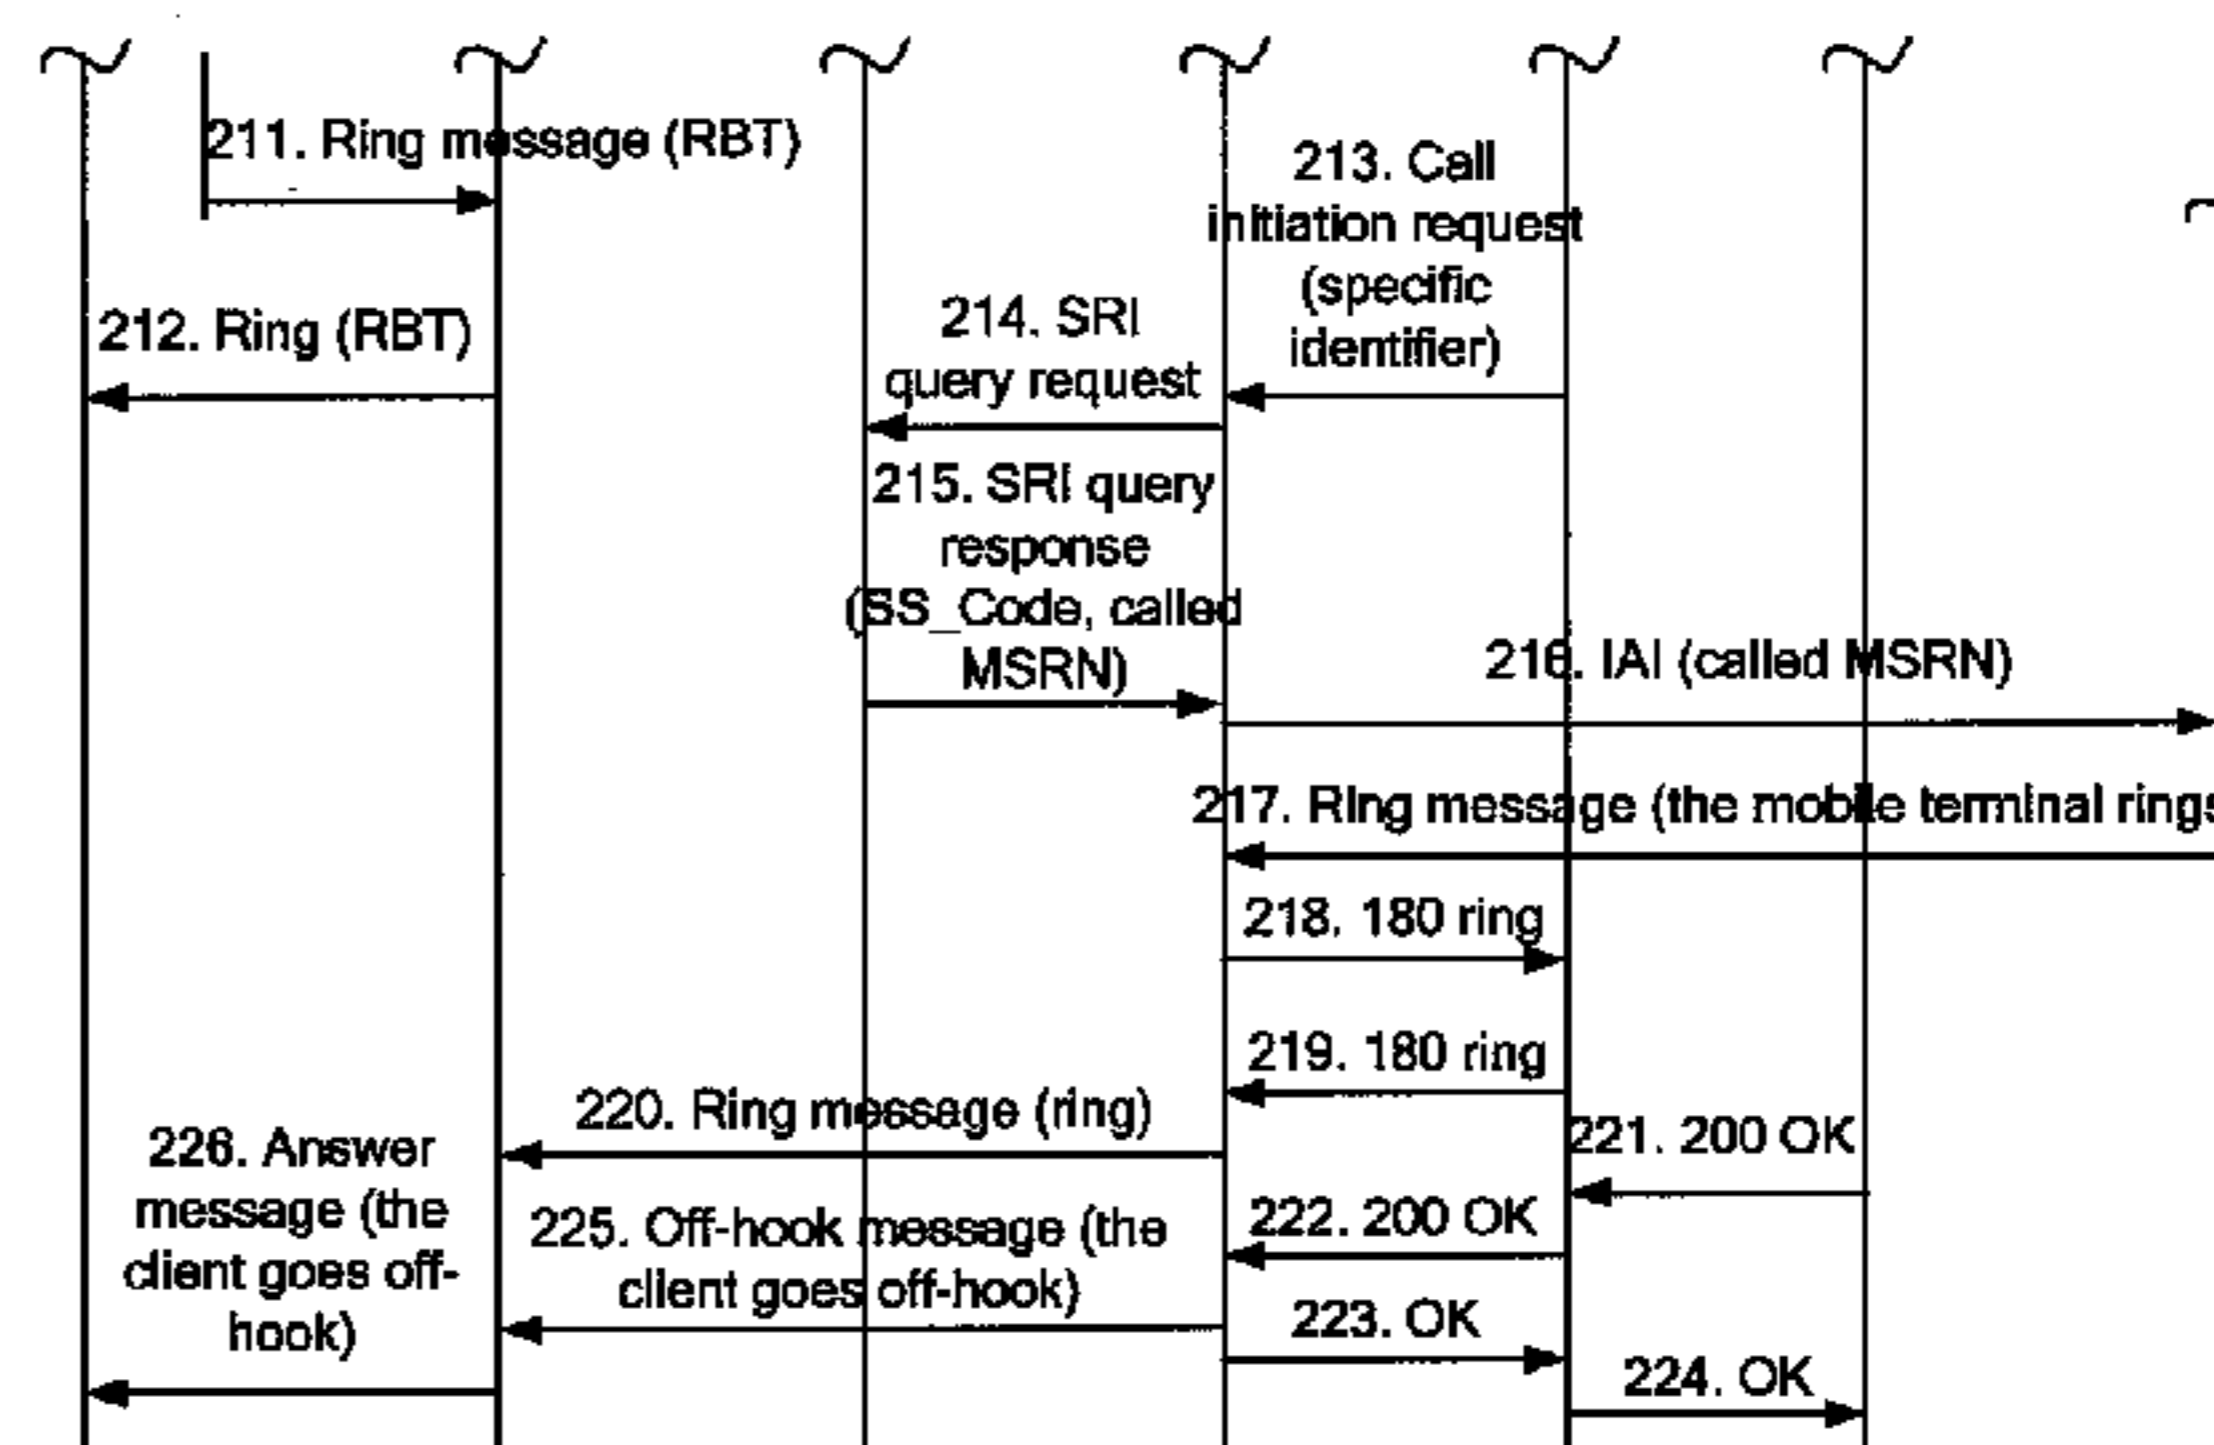 211. Ring message (RBT)
212. Ring (RBT)
213. Call
initiation request
(specific
identifier)
214. SRI
query request
215. SRI query
response
(SS_Code, called
MSRN)
216. IAI (called MSRN)
217. Ring message (the mobile terminal rings
218. 180 ring
219. 180 ring
220. Ring message (ring)
221. 200 OK
222. 200 OK
223. OK
224. OK
225. Off-hook message (the
client goes off-hook)
226. Answer
message (the
client goes off-
hook)